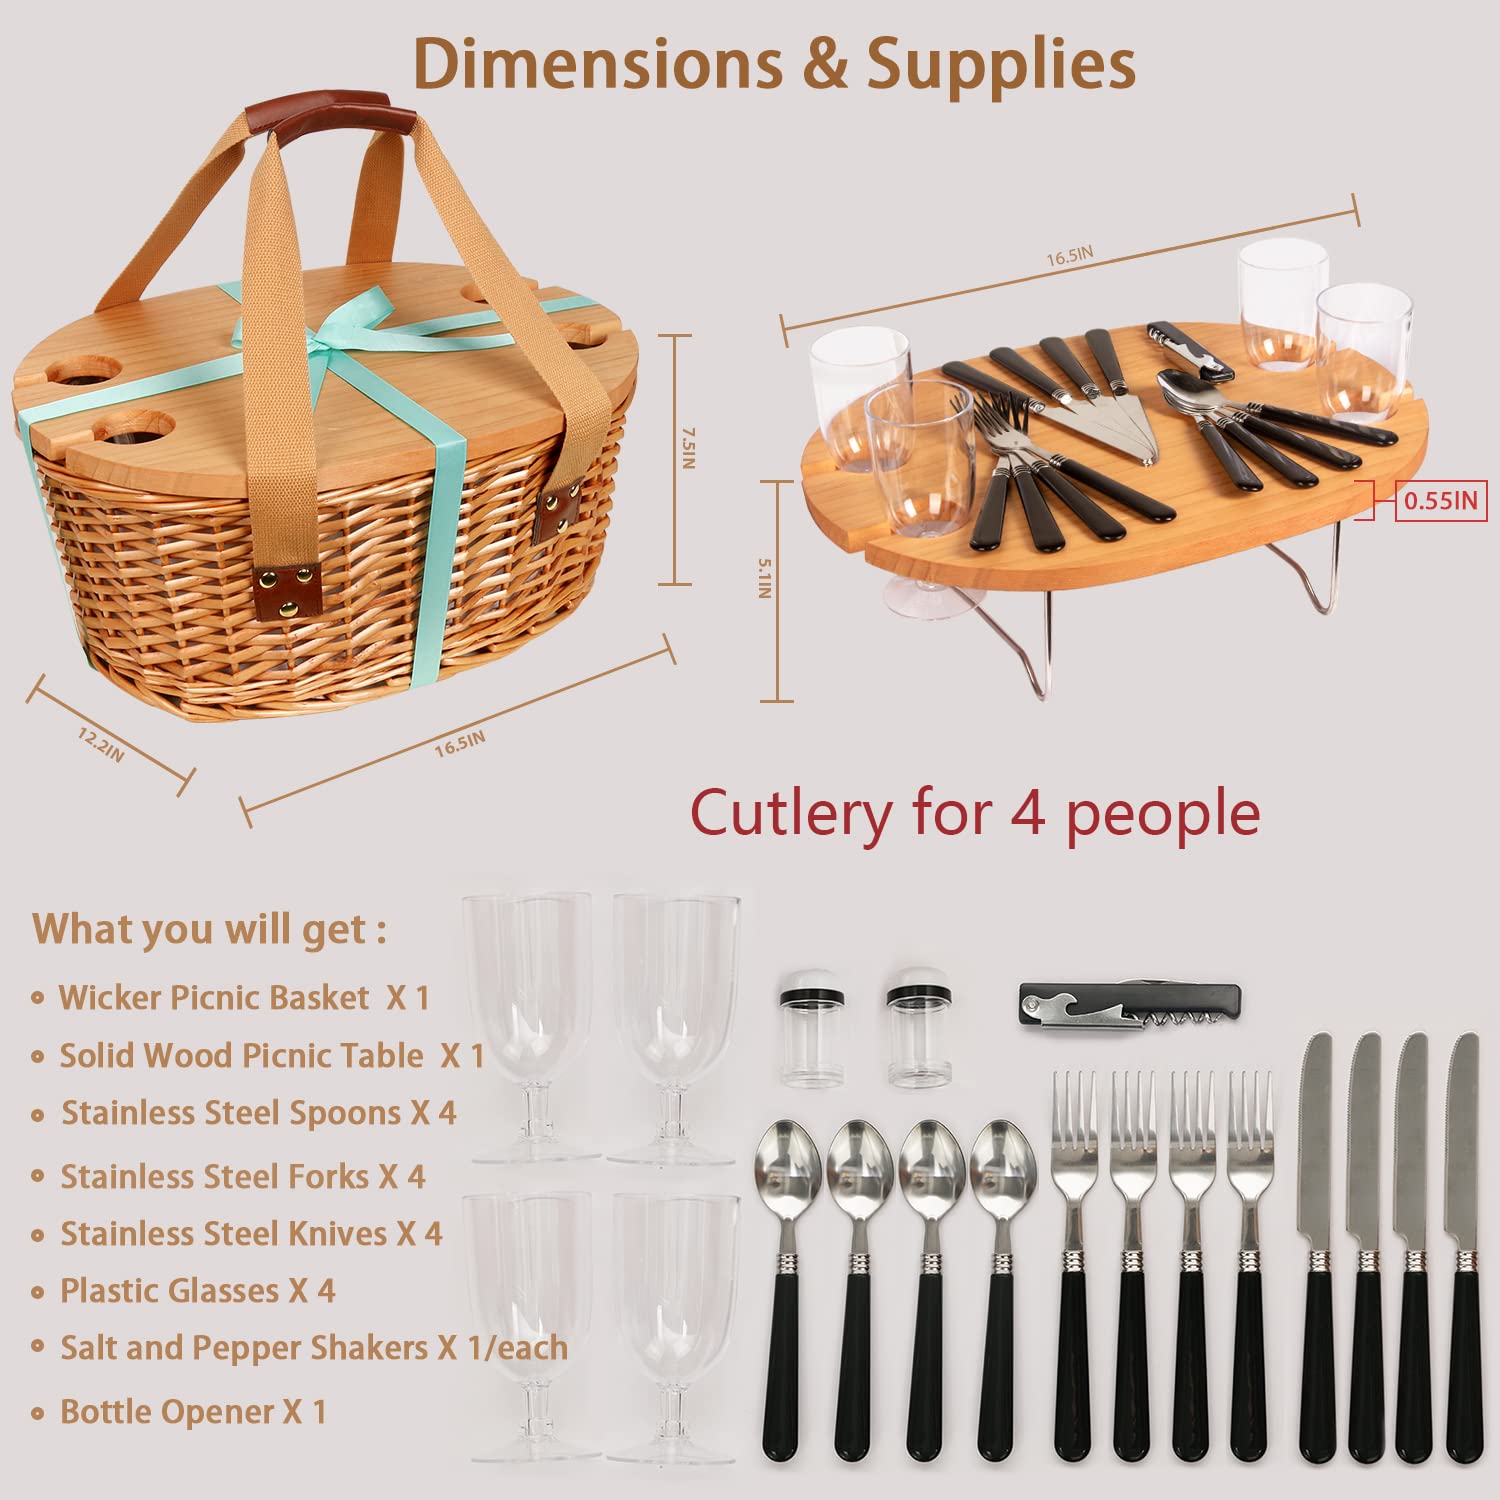 Dimensions & Supplies
16.5IN
7.5IN
0.55IN
5.1IN
12.2IN
16.5IN
Cutlery for 4 people
What you will get :
Wicker Picnic Basket X 1
Solid Wood Picnic Table X 1
Stainless Steel Spoons X 4
Stainless Steel Forks X 4
Stainless Steel Knives X 4
Plastic Glasses X 4
Salt and Pepper Shakers X 1/each
Bottle Opener X 1